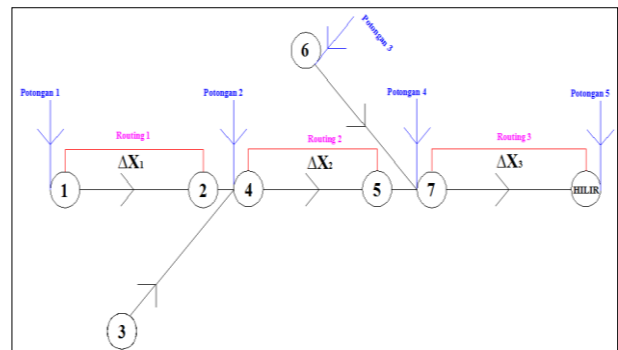 6
Potongan 3
Potongan 1
Potongan 2
Potongan 4
Potongan 5
Routing 1
Routing 2
Routing 3
ΔX1
ΔX2
ΔX3
1
2
4
5
7
HILIR
3